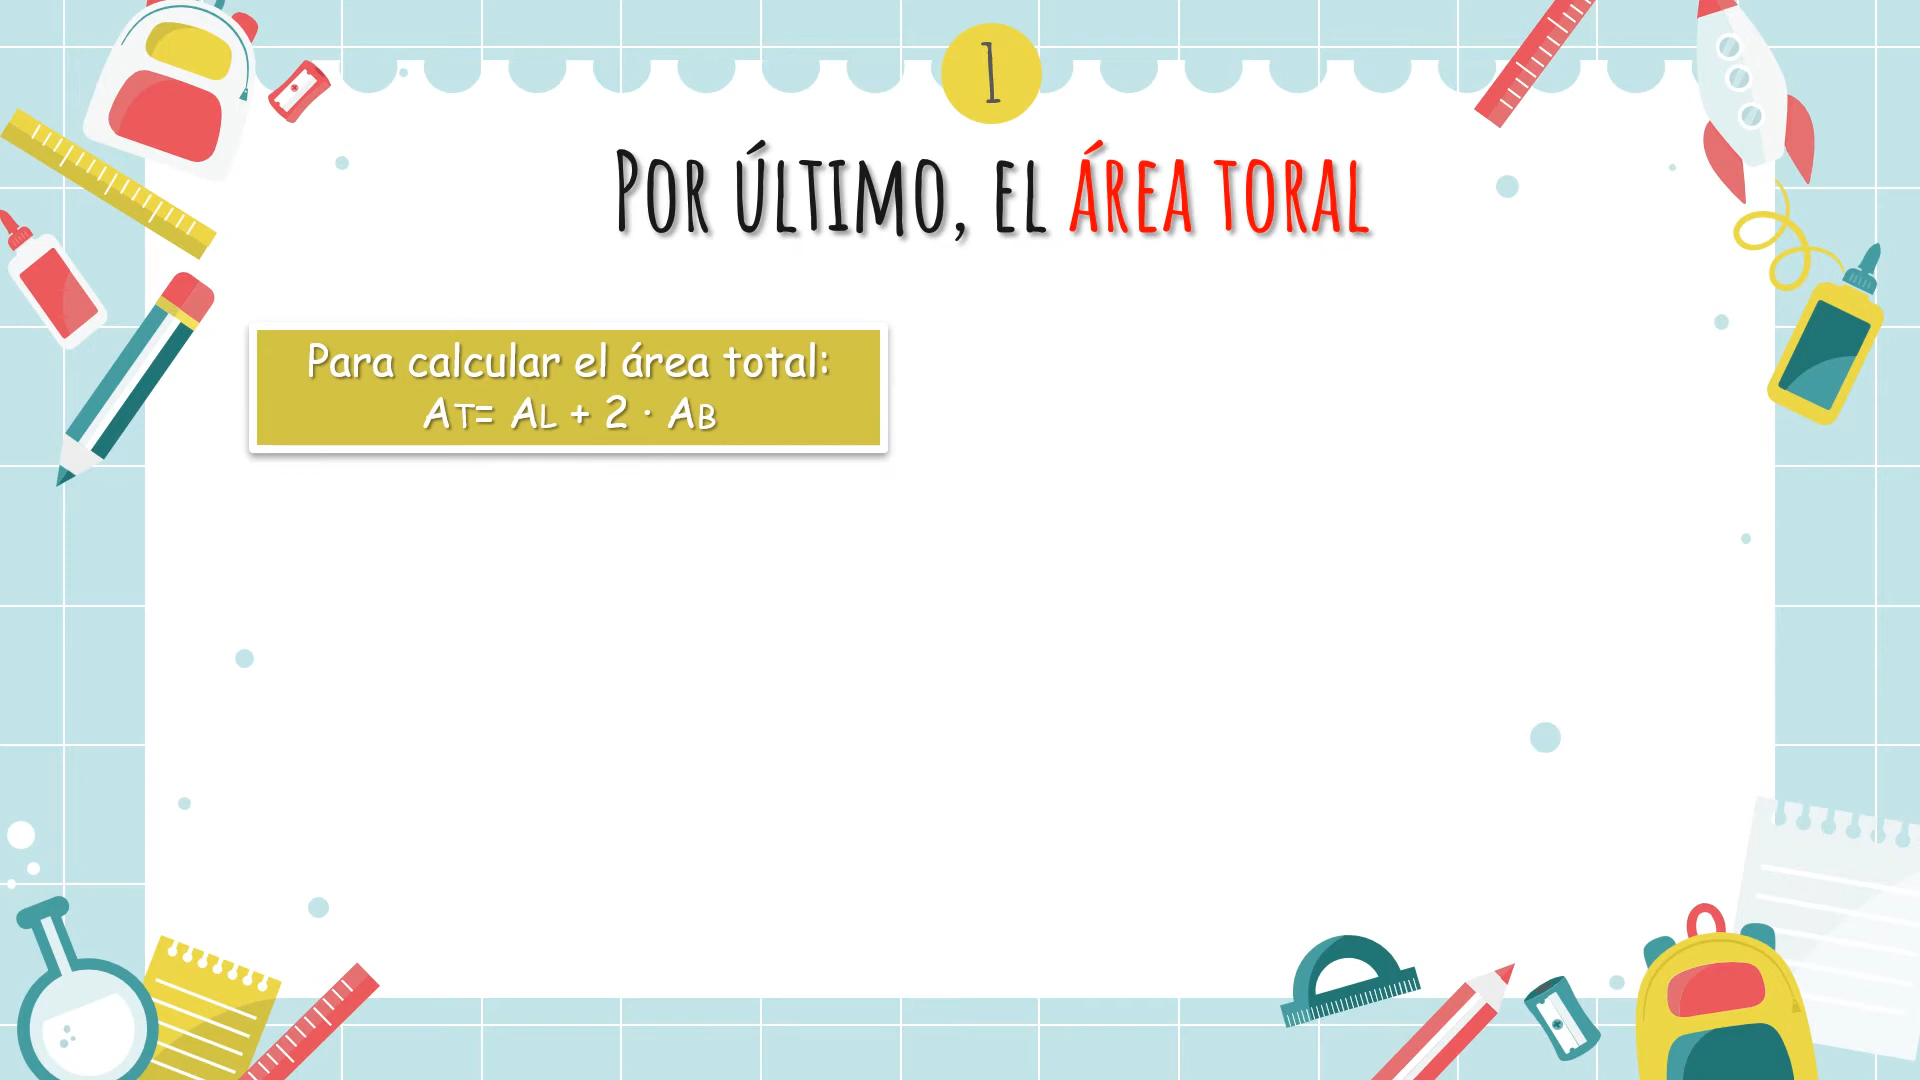 1
Por último, el área toral
Para calcular el área total:
AT= AL + 2 · AB